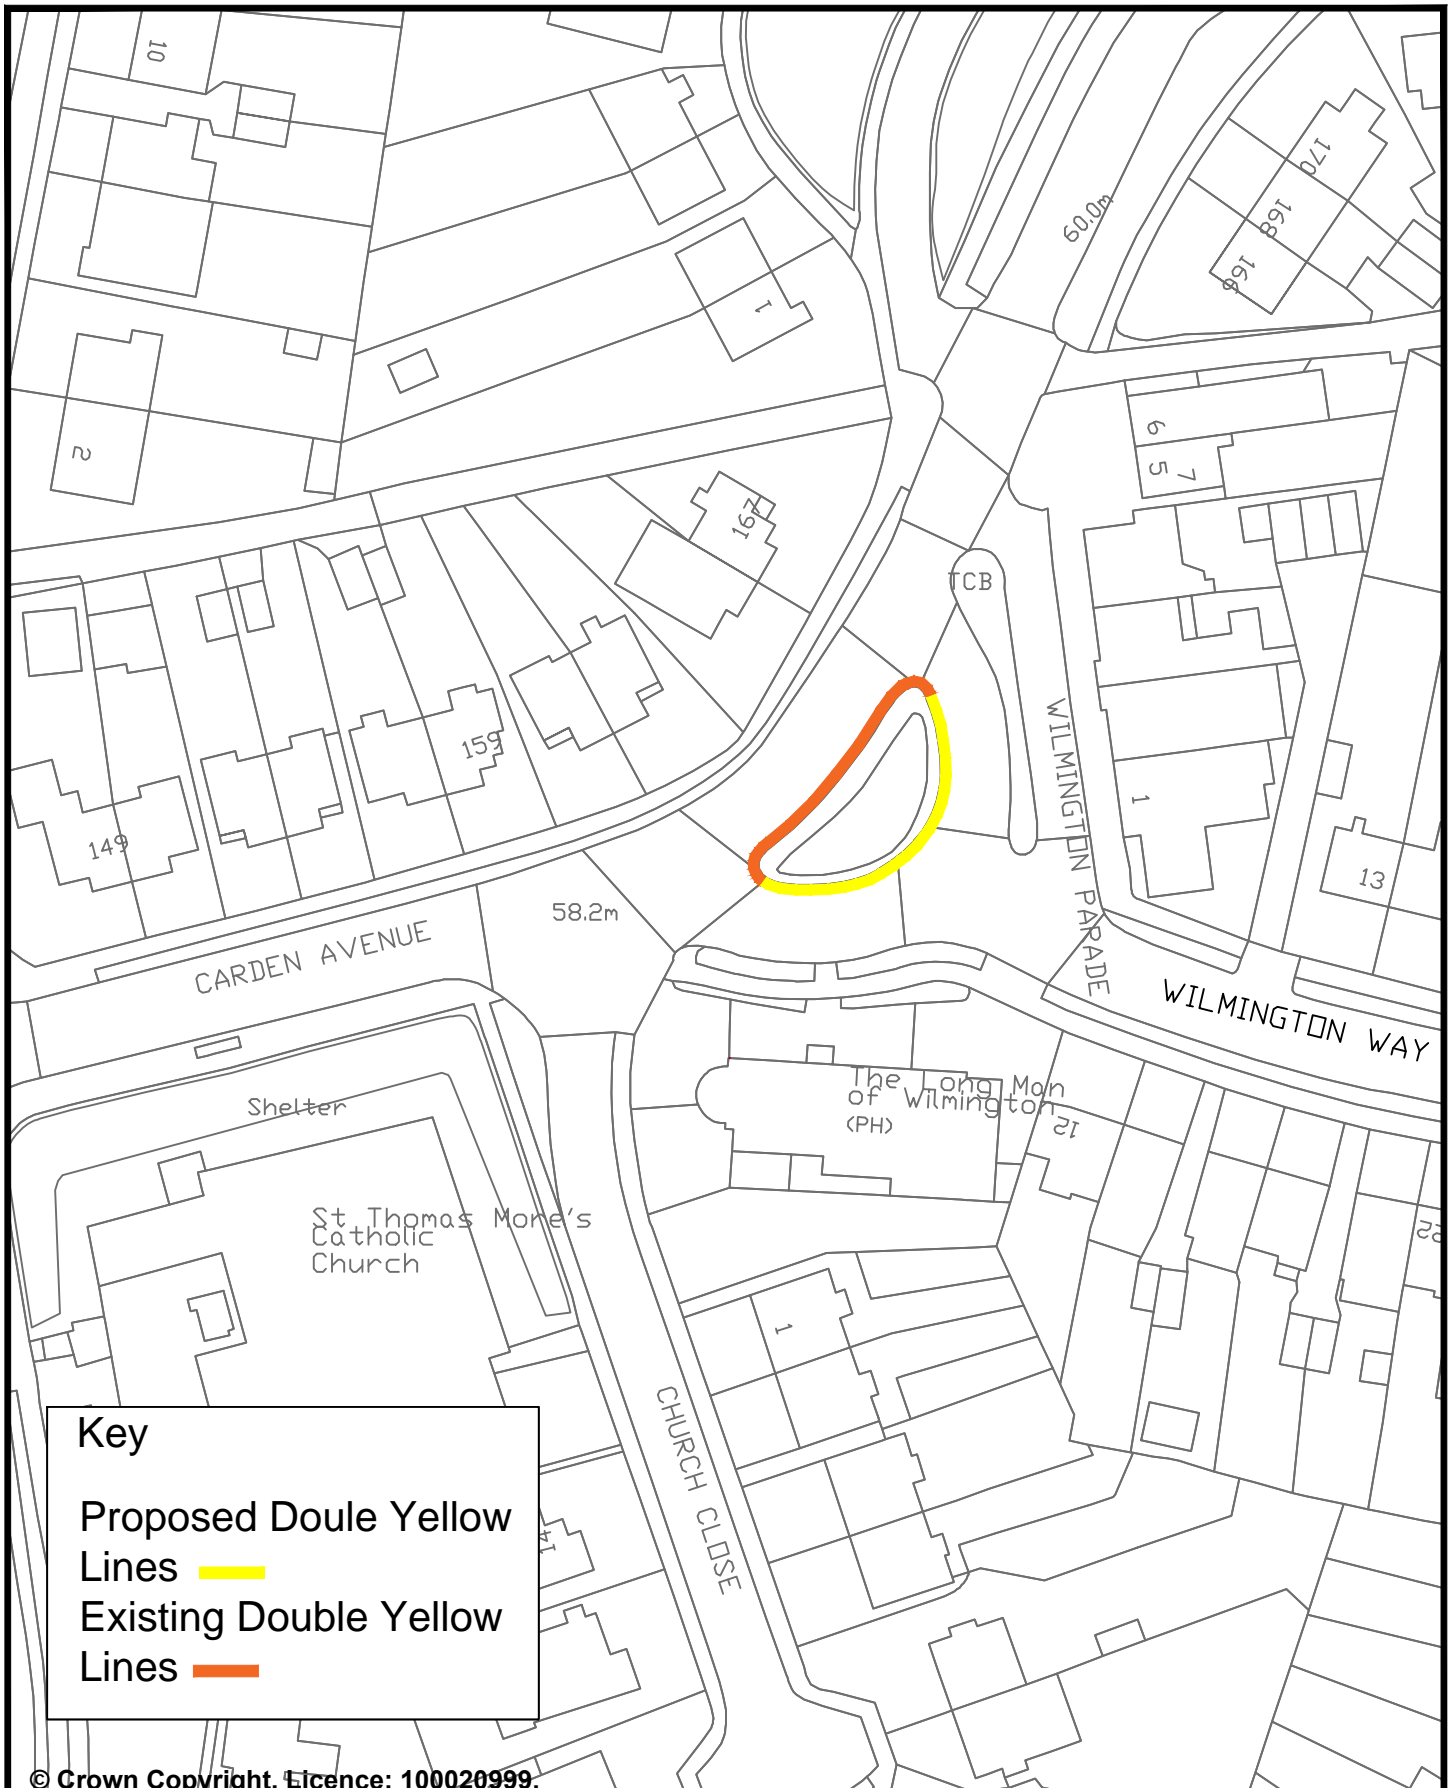 10
170
168
166
60.0m
1
2
6
5
7
167
TCB
159
149
WILMINGTON PARADE
1
13
58.2m
CARDEN AVENUE
WILMINGTON WAY
Shelter
The Long Man
of Wilmington
(PH)
12
22
St Thomas More's
Catholic
Church
1
CHURCH CLOSE
14
Key
Proposed Doule Yellow
Lines
Existing Double Yellow
Lines
© Crown Copyright. Licence: 100020999.